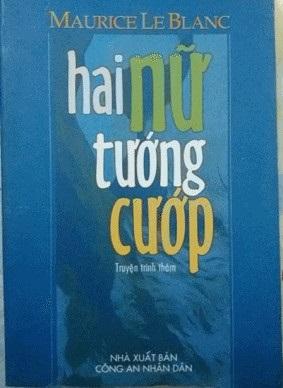 MAURICE LE BLANC
hai nữ
tướng
cướp
Truyện trinh thám
NHÀ XUẤT BẢN
CÔNG AN NHÂN DÂN